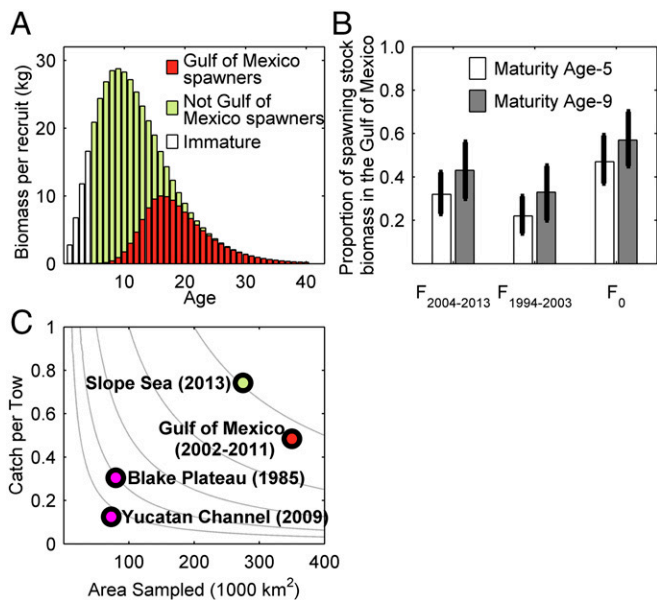 A
Biomass per recruit (kg)
30
20
10
0
Gulf of Mexico
spawners
Not Gulf of
Mexico spawners
Immature
10
20
30
40
Age
B
Proportion of spawning stock
biomass in the Gulf of Mexico
1.0
0.8
0.6
0.4
0.2
Maturity Age-5
Maturity Age-9
F2004-2013
F1994-2003
F0
C
Catch per Tow
1
0.8
0.6
0.4
0.2
0
Slope Sea (2013)
Gulf of Mexico
(2002-2011)
Blake Plateau (1985)
Yucatan Channel (2009)
100
200
300
400
Area Sampled (1000 km²)